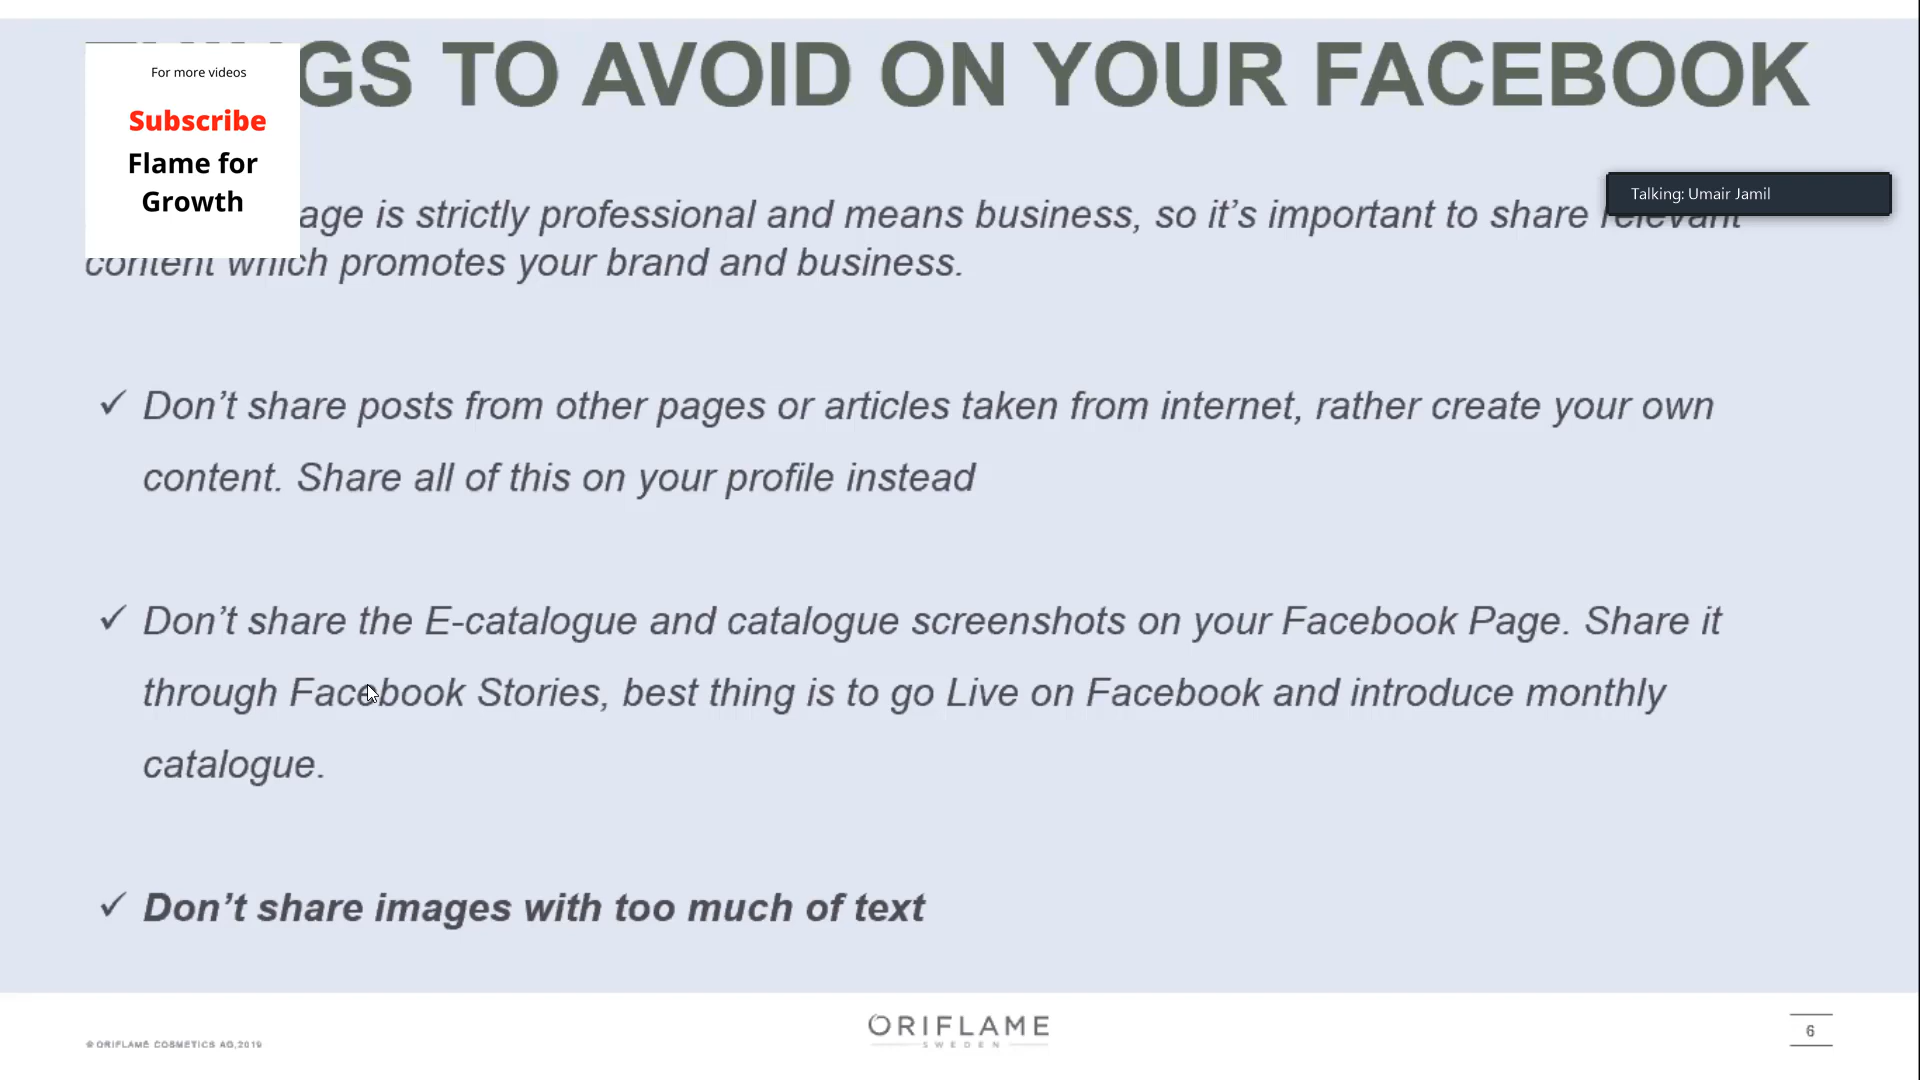 GS TO AVOID ON YOUR FACEBOOK
For more videos
Subscribe
Flame for
Growth
Talking: Umair Jamil
age is strictly professional and means business, so it’s important to share relevant
content which promotes your brand and business.
✓ Don’t share posts from other pages or articles taken from internet, rather create your own
content. Share all of this on your profile instead
✓ Don’t share the E-catalogue and catalogue screenshots on your Facebook Page. Share it
through Facebook Stories, best thing is to go Live on Facebook and introduce monthly
catalogue.
✓ Don’t share images with too much of text
© ORIFLAME COSMETICS AG,2019
ORIFLAME
SWEDEN
6